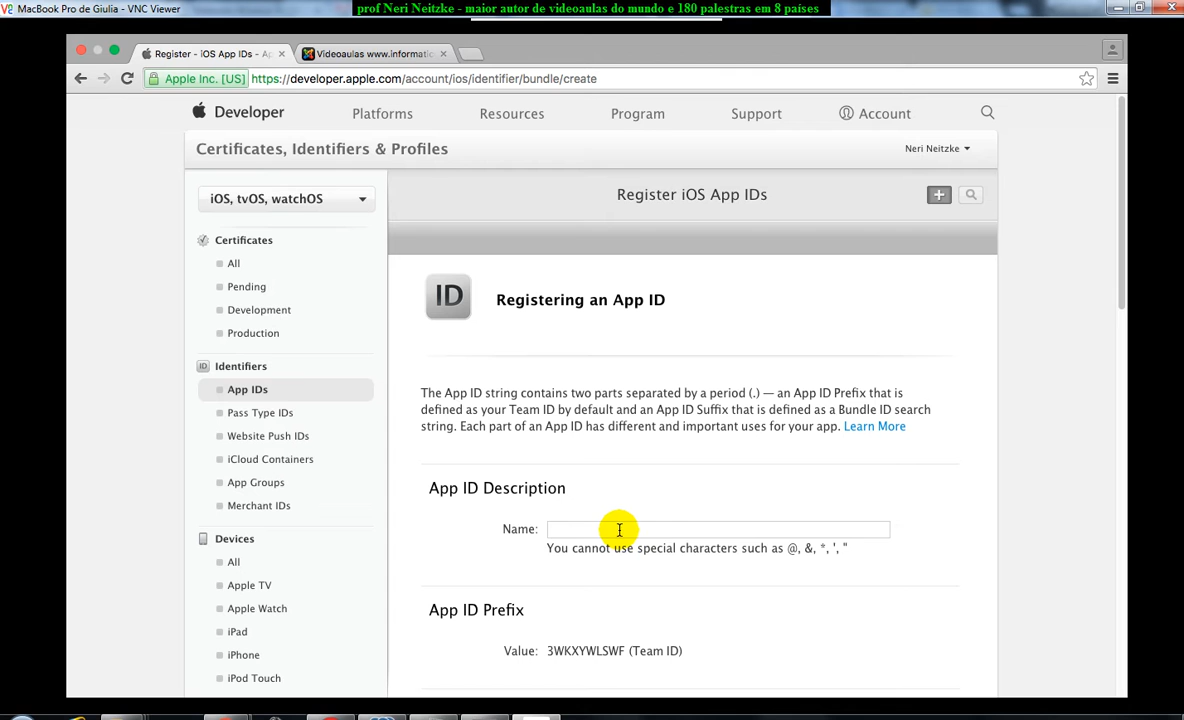 MacBook Pro de Giulia - VNC Viewer
prof Neri Neitzke - maior autor de videoaulas do mundo e 180 palestras em 8 países
Register - iOS App IDs - Ap
Videoaulas www.informatic
Apple Inc. [US] https://developer.apple.com/account/ios/identifier/bundle/create
Developer Platforms Resources Program Support Account
Certificates, Identifiers & Profiles
Neri Neitzke
iOS, tvOS, watchOS
Register iOS App IDs
Certificates
All
Pending
Development
Production
Identifiers
App IDs
Pass Type IDs
Website Push IDs
iCloud Containers
App Groups
Merchant IDs
Devices
All
Apple TV
Apple Watch
iPad
iPhone
iPod Touch
ID
Registering an App ID
The App ID string contains two parts separated by a period (.) — an App ID Prefix that is
defined as your Team ID by default and an App ID Suffix that is defined as a Bundle ID search
string. Each part of an App ID has different and important uses for your app. Learn More
App ID Description
Name:
You cannot use special characters such as @, &, *, ', "
App ID Prefix
Value: 3WKXYWLSWF (Team ID)